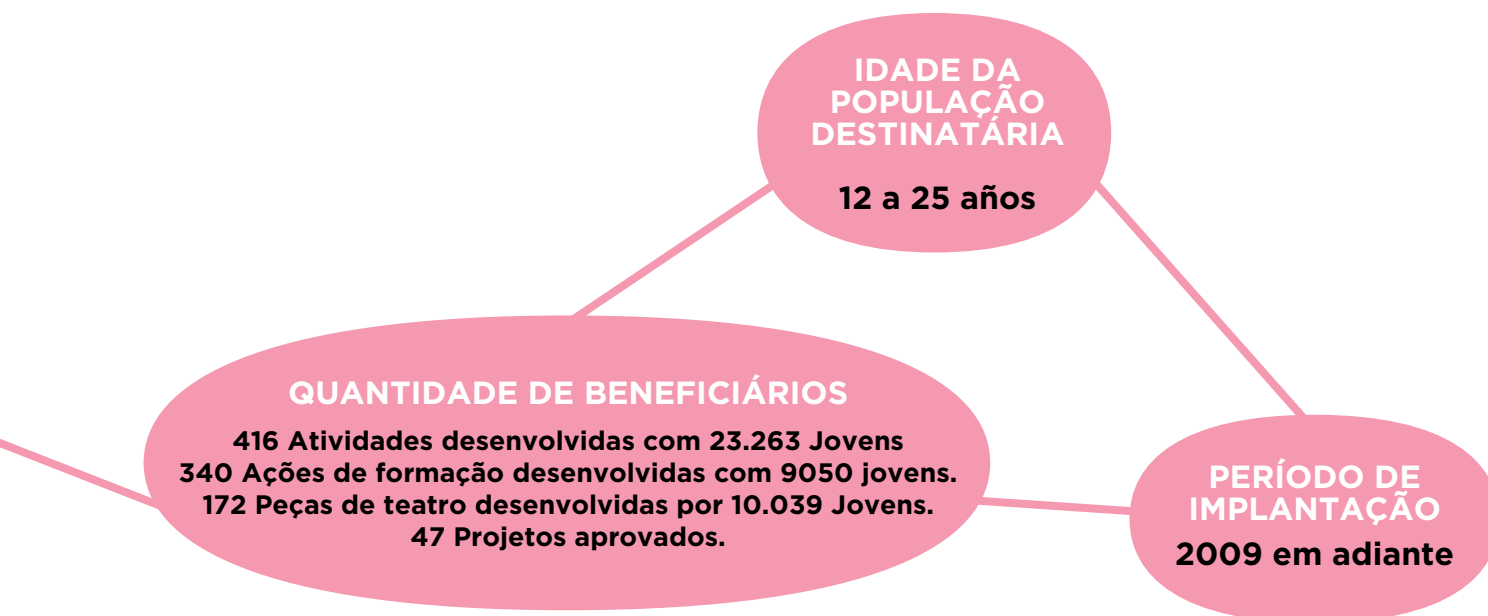 IDADE DA
POPULAÇÃO
DESTINATÁRIA
12 a 25 años
QUANTIDADE DE BENEFICIÁRIOS
416 Atividades desenvolvidas com 23.263 Jovens
340 Ações de formação desenvolvidas com 9050 jovens.
172 Peças de teatro desenvolvidas por 10.039 Jovens.
47 Projetos aprovados.
PERÍODO DE
IMPLANTAÇÃO
2009 em adiante